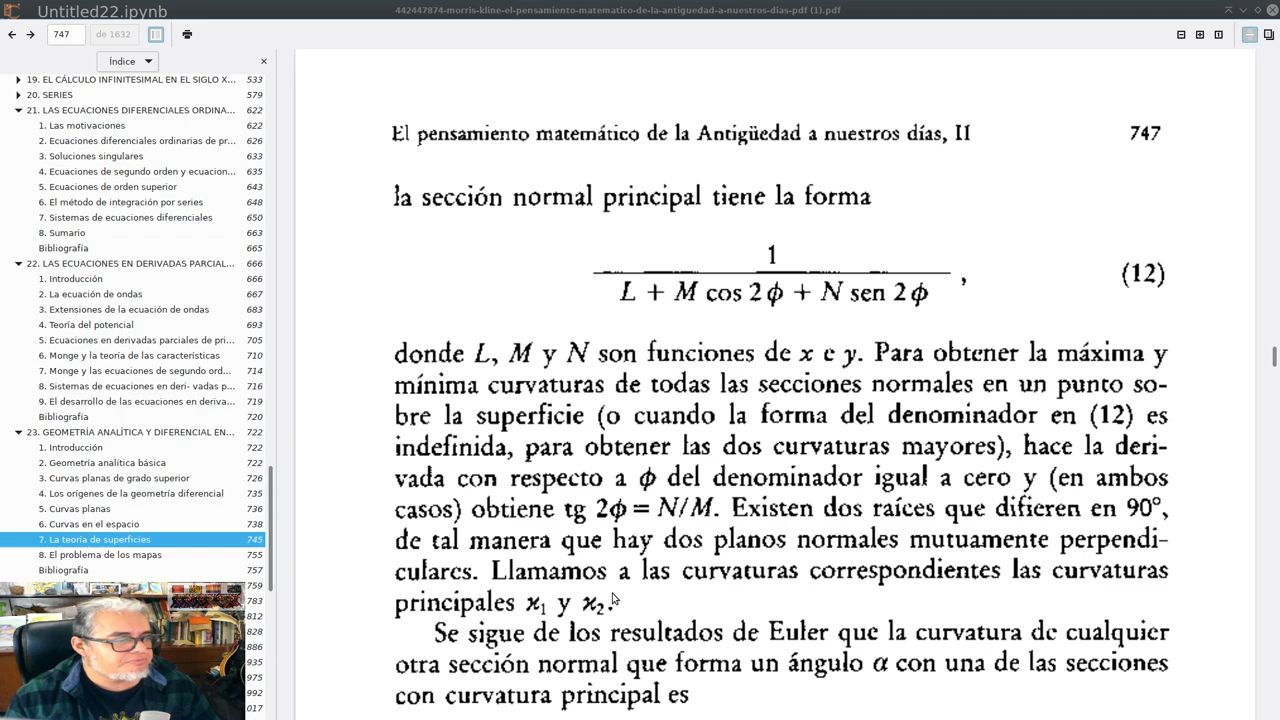 Untitled22.ipynb
442447874-morris-kline-el-pensamiento-matematico-de-la-antiguedad-a-nuestros-dias-pdf (1).pdf
747 de 1632
Índice
19. EL CÁLCULO INFINITESIMAL EN EL SIGLO X... 533
20. SERIES 579
21. LAS ECUACIONES DIFERENCIALES ORDINA... 622
1. Las motivaciones 622
2. Ecuaciones diferenciales ordinarias de pr... 626
3. Soluciones singulares 633
4. Ecuaciones de segundo orden y ecuacion... 635
5. Ecuaciones de orden superior 643
6. El método de integración por series 648
7. Sistemas de ecuaciones diferenciales 650
8. Sumario 663
Bibliografía 665
22. LAS ECUACIONES EN DERIVADAS PARCIAL... 666
1. Introducción 666
2. La ecuación de ondas 667
3. Extensiones de la ecuación de ondas 683
4. Teoría del potencial 693
5. Ecuaciones en derivadas parciales de pri... 705
6. Monge y la teoría de las características 710
7. Monge y las ecuaciones de segundo ord... 714
8. Sistemas de ecuaciones en deri- vadas p... 716
9. El desarrollo de las ecuaciones en deriva... 719
Bibliografía 720
23. GEOMETRÍA ANALÍTICA Y DIFERENCIAL EN... 722
1. Introducción 722
2. Geometría analítica básica 722
3. Curvas planas de grado superior 726
4. Los orígenes de la geometría diferencial 735
5. Curvas planas 736
6. Curvas en el espacio 738
7. La teoría de superficies 745
8. El problema de los mapas 755
Bibliografía 757
759
783
812
828
886
935
975
992
017
El pensamiento matemático de la Antigüedad a nuestros días, II 747
la sección normal principal tiene la forma
1
L + M cos 2ϕ + N sen 2ϕ , (12)
donde L, M y N son funciones de x e y. Para obtener la máxima y
mínima curvaturas de todas las secciones normales en un punto so-
bre la superficie (o cuando la forma del denominador en (12) es
indefinida, para obtener las dos curvaturas mayores), hace la deri-
vada con respecto a ϕ del denominador igual a cero y (en ambos
casos) obtiene tg 2ϕ = N/M. Existen dos raíces que difieren en 90°,
de tal manera que hay dos planos normales mutuamente perpendi-
culares. Llamamos a las curvaturas correspondientes las curvaturas
principales ϰ₁ y ϰ₂.
Se sigue de los resultados de Euler que la curvatura de cualquier
otra sección normal que forma un ángulo α con una de las secciones
con curvatura principal es